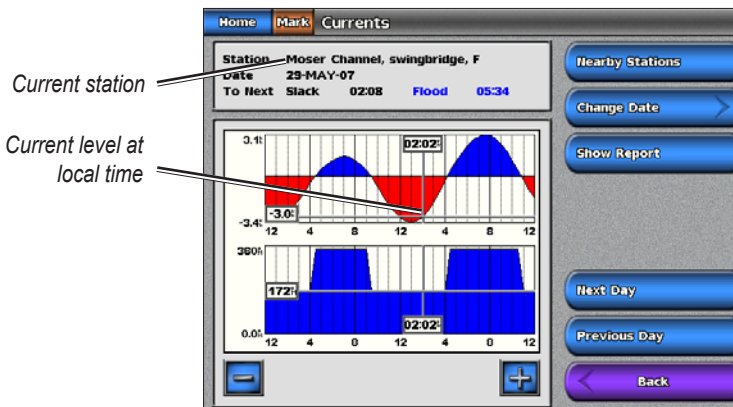 Home Mark Currents
Station Moser Channel, swingbridge, F
Date 29-MAY-07
To Next Slack 02:08 Flood 05:34
Nearby Stations
Change Date
Show Report
Current station
Current level at
local time
3.1
02:02
-3.0
-3.4
12 4 8 12 4 8 12
360
172
02:02
0.0
12 4 8 12 4 8 12
Next Day
Previous Day
Back